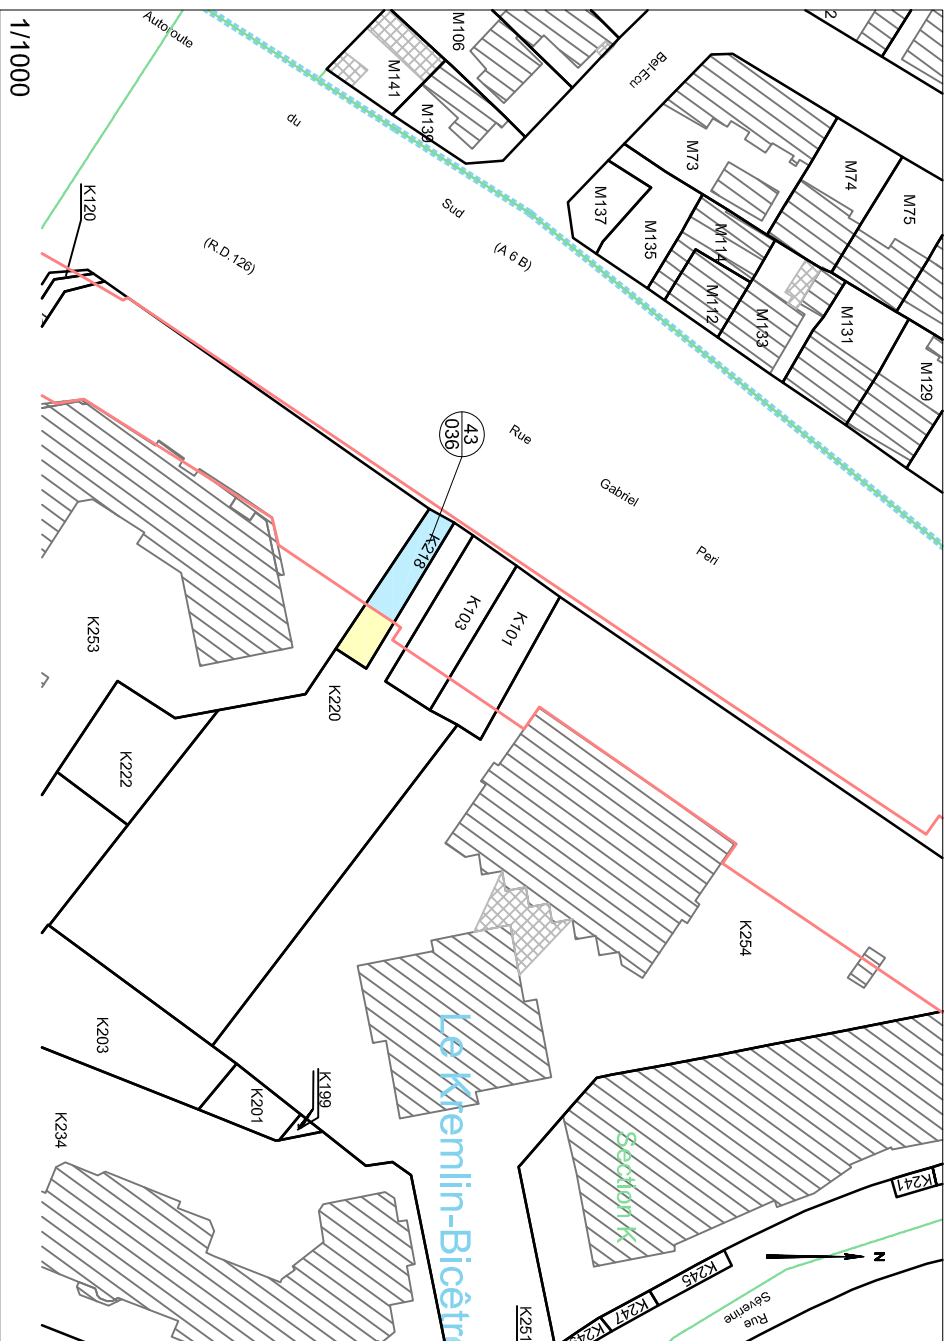 1/1000
Autoroute
du
Sud
(A 6 B)
(R.D.126)
Rue
Gabriel
Peri
Bel-Ecu
M106
M141
M139
M73
M74
M75
M137
M135
M114
M112
M133
M131
M129
K120
43
036
K218
K103
K101
K220
K253
K222
K254
K203
K201
K199
K234
Le Kremlin-Bicêtre
Section K
K241
K245
K247
K251
N
Rue
Séverine